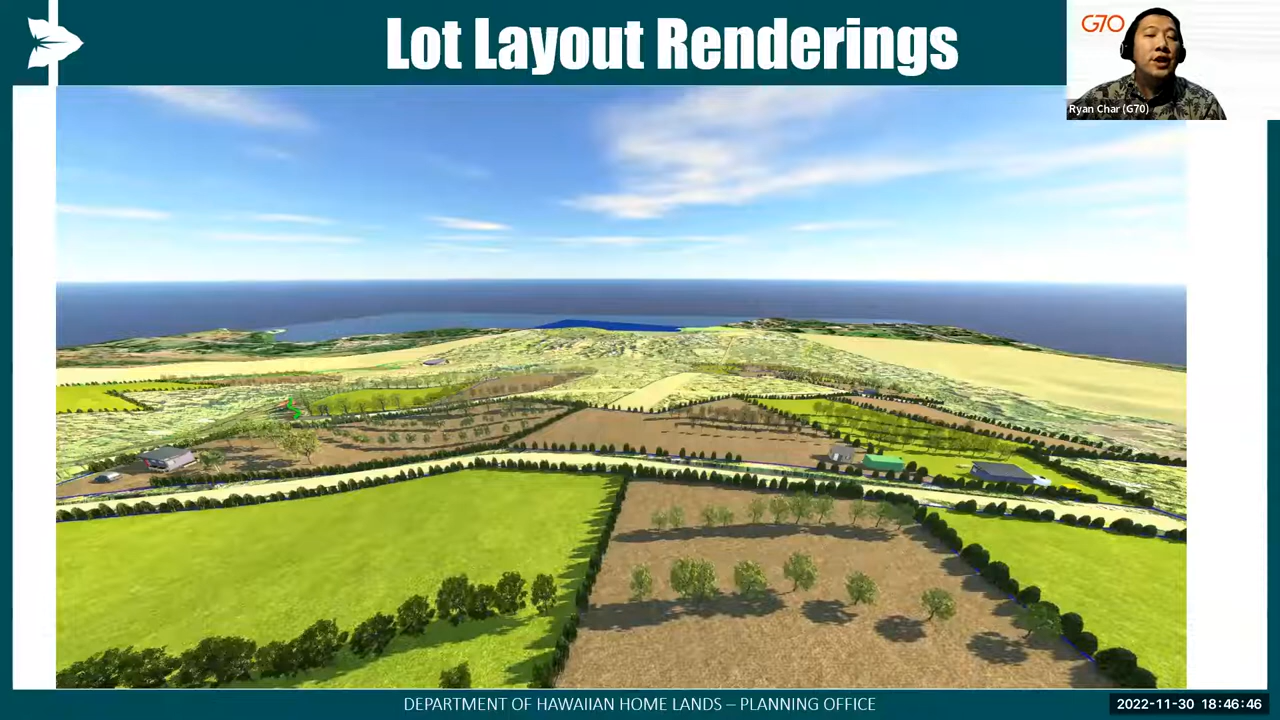 Lot Layout Renderings
G70
Ryan Char (G70)
DEPARTMENT OF HAWAIIAN HOME LANDS – PLANNING OFFICE
2022-11-30 18:46:46